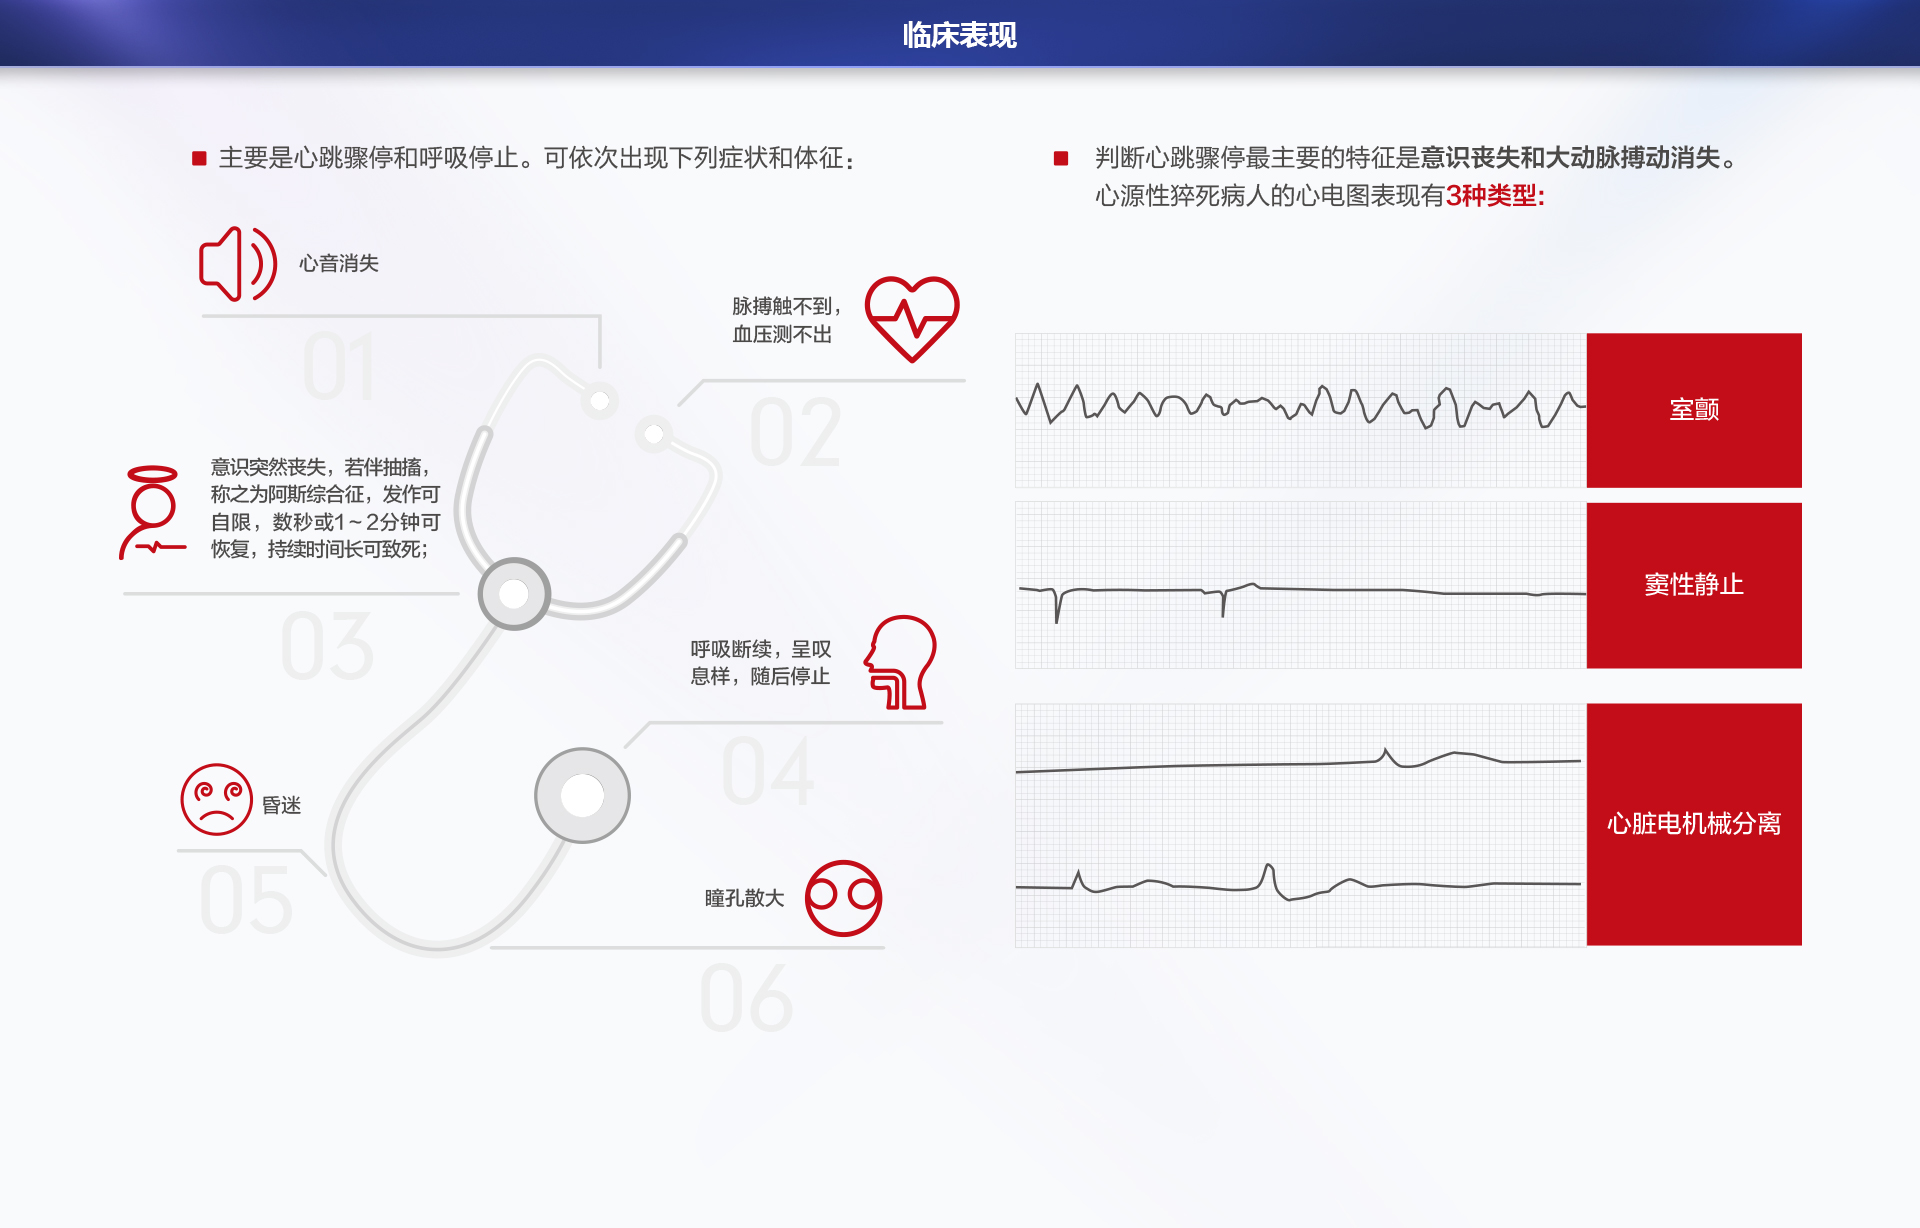 临床表现
主要是心跳骤停和呼吸停止。可依次出现下列症状和体征：
心音消失
01
脉搏触不到，
血压测不出
02
意识突然丧失，若伴抽搐，
称之为阿斯综合征，发作可
自限，数秒或1~2分钟可
恢复，持续时间长可致死；
03
呼吸断续，呈叹
息样，随后停止
04
昏迷
05
瞳孔散大
06
判断心跳骤停最主要的特征是意识丧失和大动脉搏动消失。
心源性猝死病人的心电图表现有3种类型:
室颤
窦性静止
心脏电机械分离